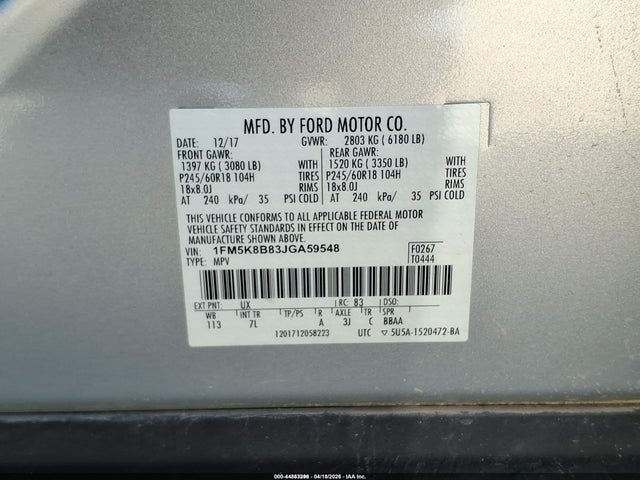 MFD. BY FORD MOTOR CO.
DATE: 12/17 GVWR: 2803 KG ( 6180 LB)
FRONT GAWR: REAR GAWR:
1397 KG ( 3080 LB) WITH 1520 KG ( 3350 LB) WITH
P245/60R18 104H TIRES P245/60R18 104H TIRES
18x8.0J RIMS 18x8.0J RIMS
AT 240 kPa/ 35 PSI COLD AT 240 kPa/ 35 PSI COLD
THIS VEHICLE CONFORMS TO ALL APPLICABLE FEDERAL MOTOR
VEHICLE SAFETY AND THEFT PREVENTION STANDARDS IN EFFECT ON THE DATE OF
MANUFACTURE SHOWN ABOVE.
VIN: 1FM5K8B83JGA59548 F0267
TYPE: MPV T0444
EXT PNT: UX RC: 83 DSO:
WB INT TR TP/PS R AXLE TR SPR
113 7L A 3J C BBAA
1201712058223 UTC ▽ 5U5A-1520472-BA
000-44863398 - 04/18/2026 - IAA Inc.